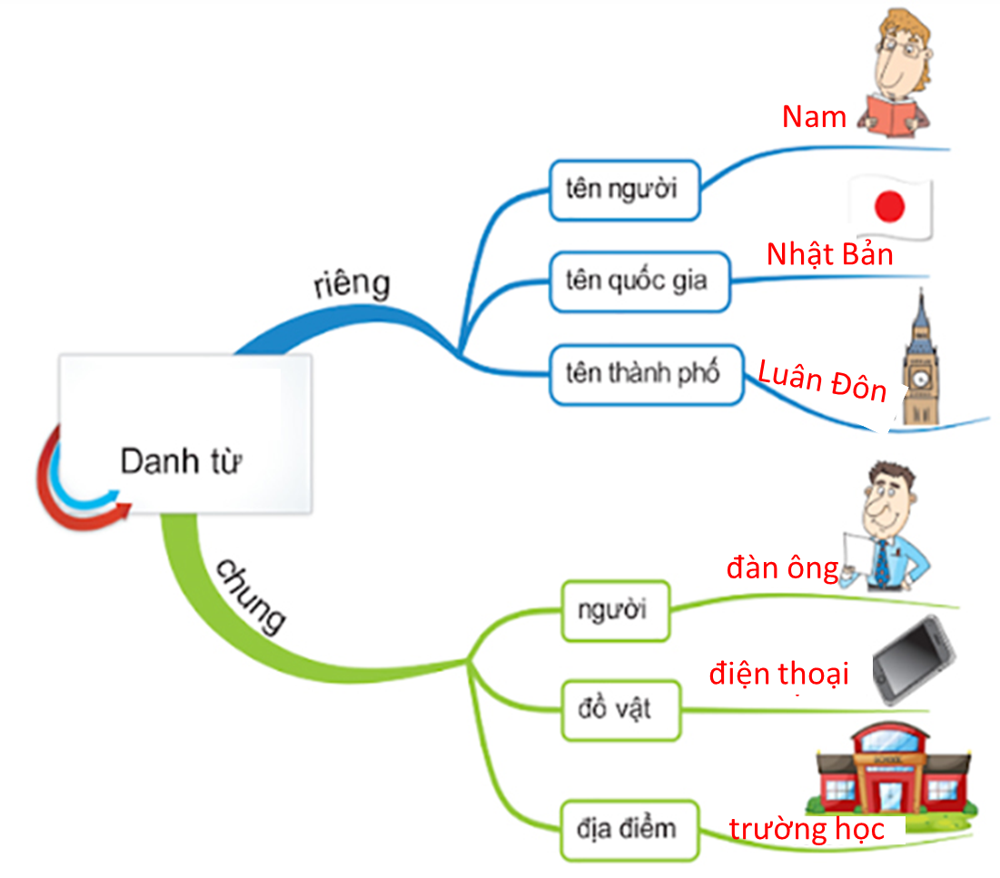 Nam
tên người
Nhật Bản
riêng
tên quốc gia
tên thành phố
Luân Đôn
Danh từ
chung
đàn ông
người
điện thoại
đồ vật
SCHOOL
địa điểm
trường học